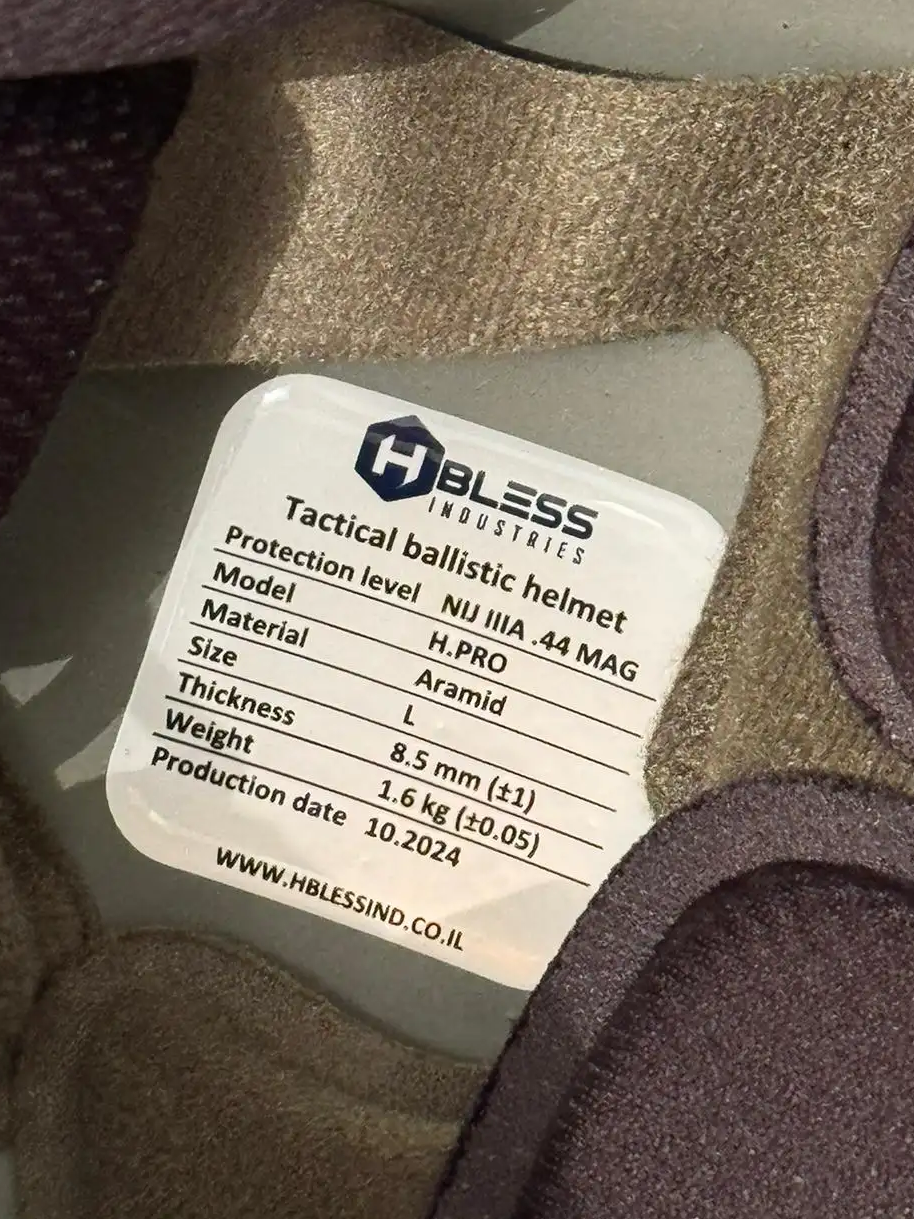 HBLESS
INDUSTRIES
Tactical ballistic helmet
Protection level NIJ IIIA .44 MAG
Model H.PRO
Material Aramid
Size L
Thickness 8.5 mm (±1)
Weight 1.6 kg (±0.05)
Production date 10.2024
WWW.HBLESSIND.CO.IL